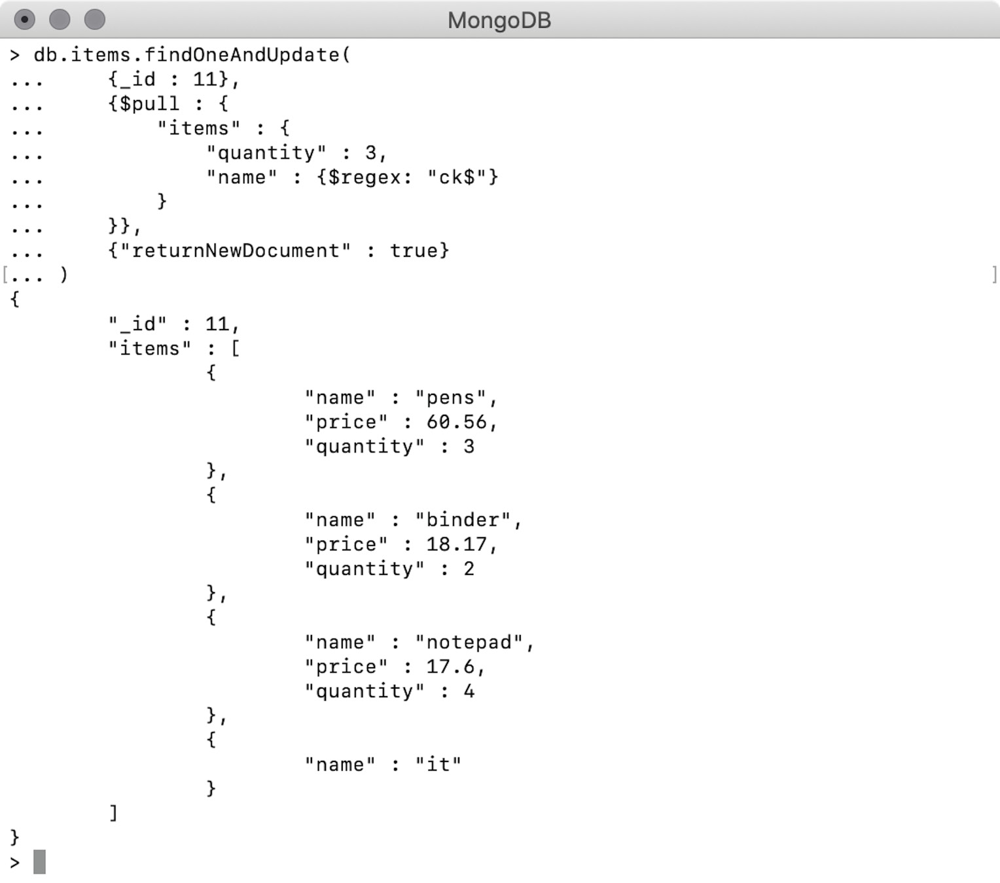 MongoDB
> db.items.findOneAndUpdate(
...     {_id : 11},
...     {$pull : {
...         "items" : {
...             "quantity" : 3,
...             "name" : {$regex: "ck$"}
...         }
...     }},
...     {"returnNewDocument" : true}
[... )                                                                           ]
{
        "_id" : 11,
        "items" : [
                {
                        "name" : "pens",
                        "price" : 60.56,
                        "quantity" : 3
                },
                {
                        "name" : "binder",
                        "price" : 18.17,
                        "quantity" : 2
                },
                {
                        "name" : "notepad",
                        "price" : 17.6,
                        "quantity" : 4
                },
                {
                        "name" : "it"
                }
        ]
}
>